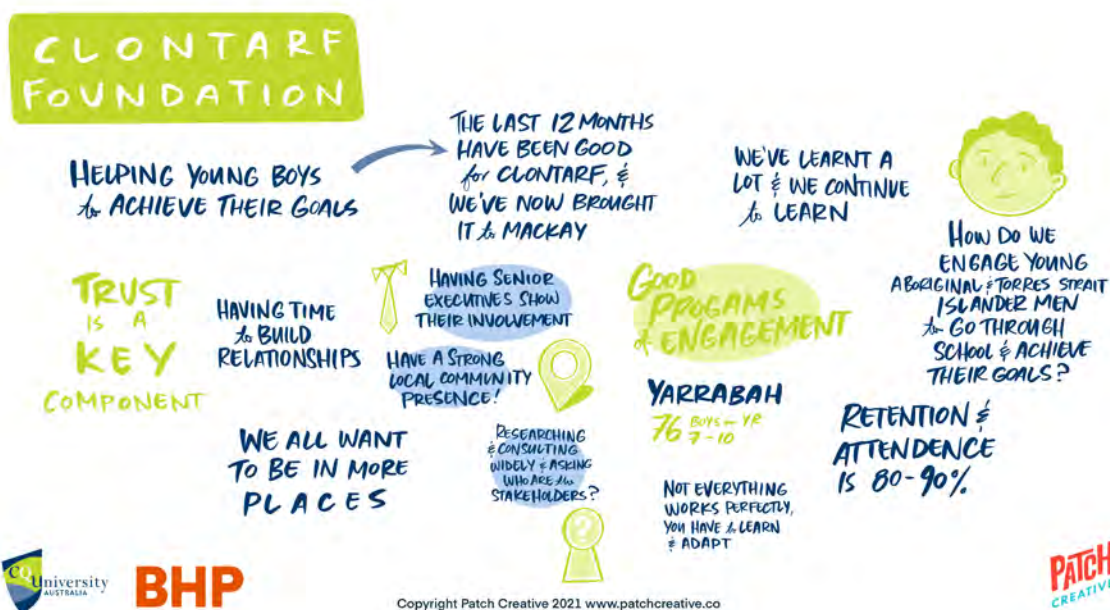 CLONTARF
FOUNDATION
HELPING YOUNG BOYS
to ACHIEVE THEIR GOALS
THE LAST 12 MONTHS
HAVE BEEN GOOD
for CLONTARF, &
WE'VE NOW BROUGHT
IT to MACKAY
WE'VE LEARNT A
LOT & WE CONTINUE
to LEARN
HOW DO WE
ENGAGE YOUNG
ABORIGINAL & TORRES STRAIT
ISLANDER MEN
to GO THROUGH
SCHOOL & ACHIEVE
THEIR GOALS?
TRUST
IS A
KEY
COMPONENT
HAVING TIME
to BUILD
RELATIONSHIPS
HAVING SENIOR
EXECUTIVES SHOW
THEIR INVOLVEMENT
HAVE A STRONG
LOCAL COMMUNITY
PRESENCE!
GOOD
PROGAMS
of ENGAGEMENT
YARRABAH
76 BOYS in YR
7-10
RETENTION &
ATTENDENCE
IS 80-90%
WE ALL WANT
TO BE IN MORE
PLACES
RESEARCHING
& CONSULTING
WIDELY & ASKING
WHO ARE the
STAKEHOLDERS?
?
NOT EVERYTHING
WORKS PERFECTLY,
YOU HAVE to LEARN
& ADAPT
CQUniversity
AUSTRALIA
BHP
Copyright Patch Creative 2021 www.patchcreative.co
PATCH
CREATIVE